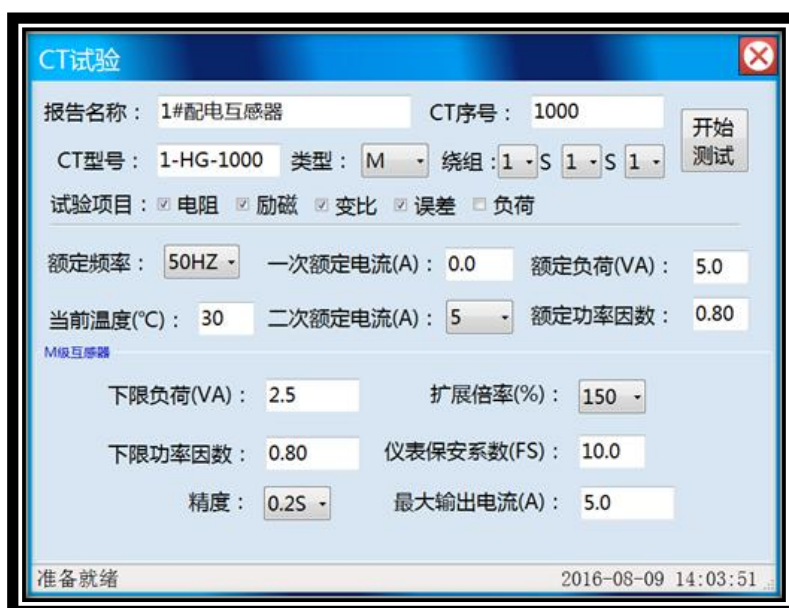 CT试验
报告名称： 1#配电互感器 CT序号： 1000 开始测试
CT型号： 1-HG-1000 类型： M 绕组：1 S 1 S 1
试验项目： 电阻 励磁 变比 误差 负荷
额定频率： 50HZ 一次额定电流(A)： 0.0 额定负荷(VA)： 5.0
当前温度(℃)： 30 二次额定电流(A)： 5 额定功率因数： 0.80
M级互感器
下限负荷(VA)： 2.5 扩展倍率(%)： 150
下限功率因数： 0.80 仪表保安系数(FS)： 10.0
精度： 0.2S 最大输出电流(A)： 5.0
准备就绪 2016-08-09 14:03:51